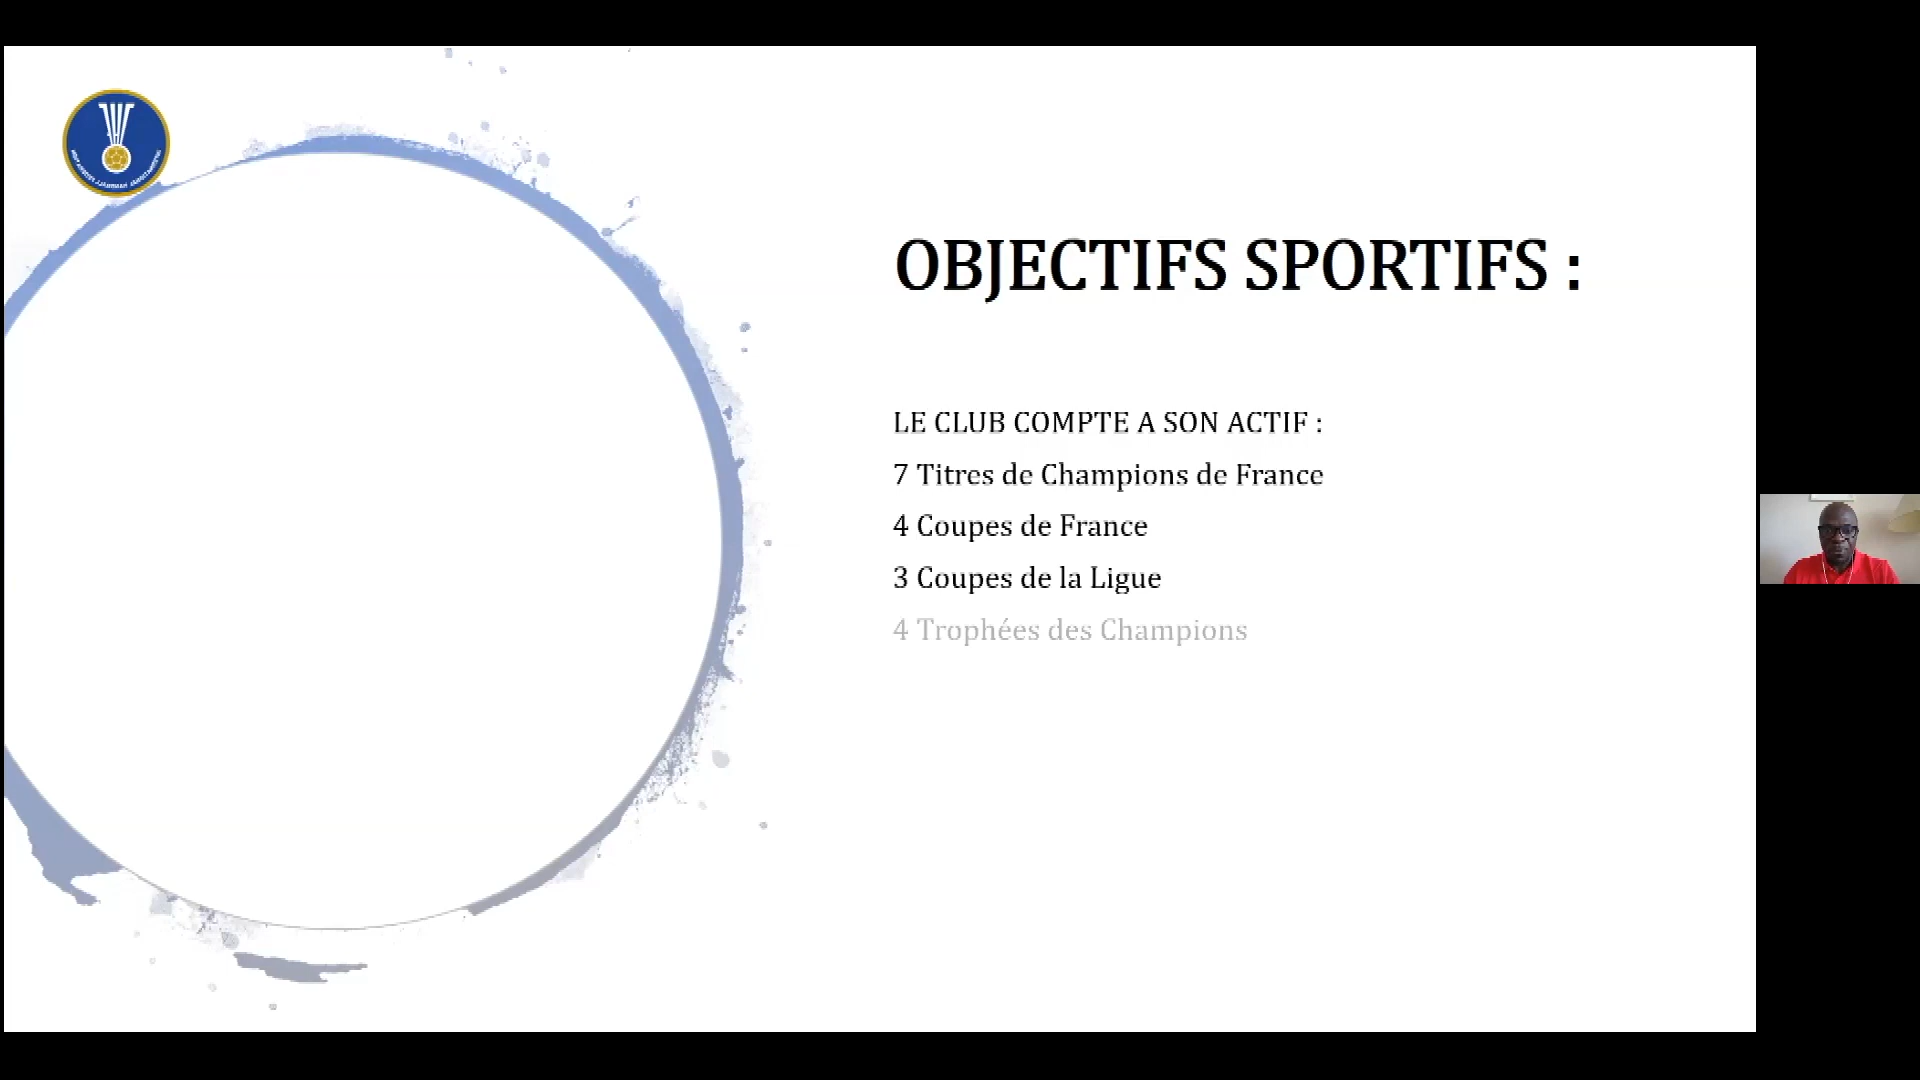 OBJECTIFS SPORTIFS :
LE CLUB COMPTE A SON ACTIF :
7 Titres de Champions de France
4 Coupes de France
3 Coupes de la Ligue
4 Trophées des Champions